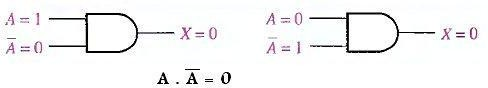 A = 1
A̅ = 0
X = 0
A = 0
A̅ = 1
X = 0
A . A̅ = 0